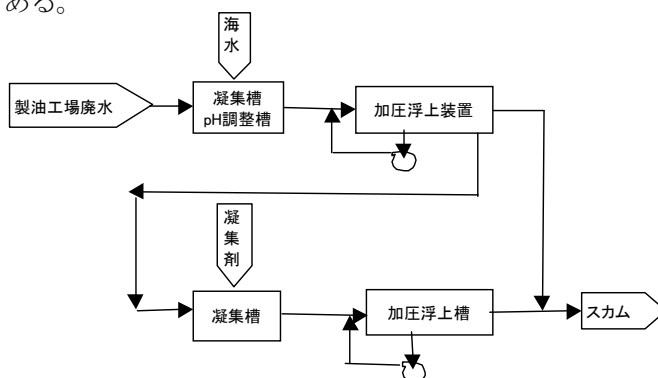 ある。
海
水
製油工場廃水
凝集槽
pH調整槽
加圧浮上装置
凝
集
剤
凝集槽
加圧浮上槽
スカム